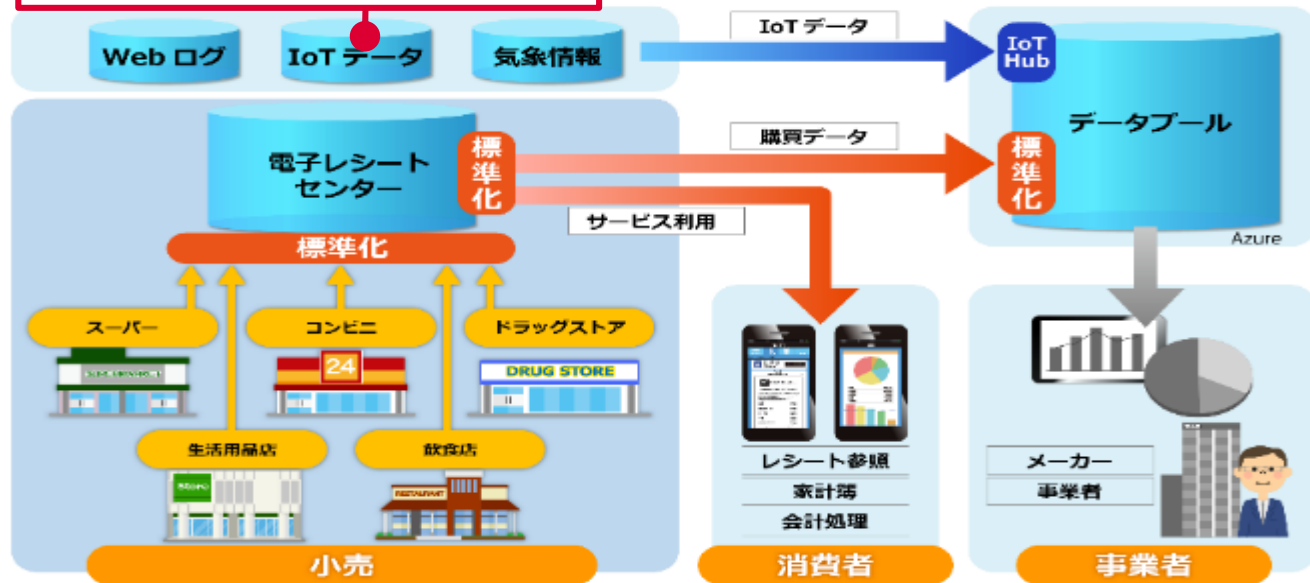 Web ログ
IoT データ
気象情報
IoT データ
IoT
Hub
データプール
電子レシート
センター
標準化
購買データ
標準化
サービス利用
標準化
Azure
スーパー
コンビニ
ドラッグストア
24
DRUG STORE
生活用品店
飲食店
Store
RESTAURANT
レシート参照
家計簿
会計処理
メーカー
事業者
小売
消費者
事業者